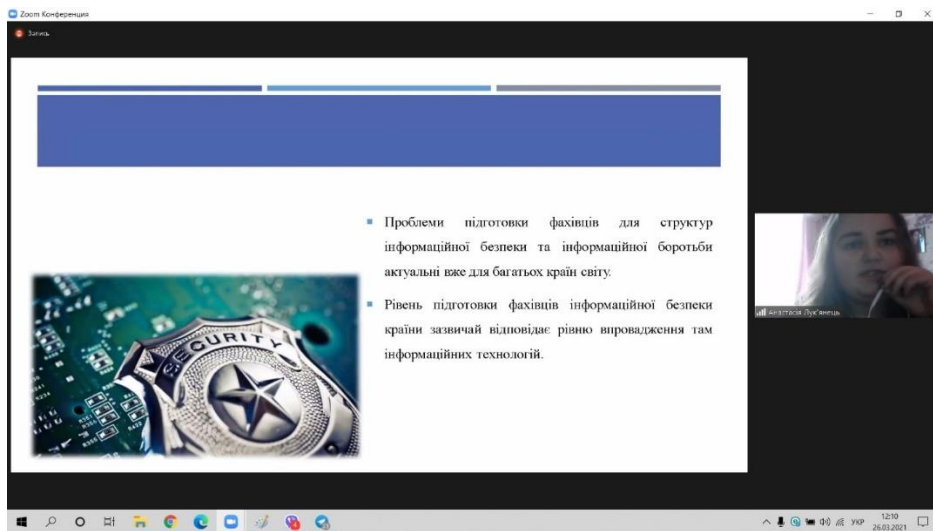 Zoom Конференция
Запись
Проблеми підготовки фахівців для структур
інформаційної безпеки та інформаційної боротьби
актуальні вже для багатьох країн світу.
Рівень підготовки фахівців інформаційної безпеки
країни зазвичай відповідає рівню впровадження там
інформаційних технологій.
SECURITY
Анастасія Лук'янець
УКР
12:10
26.03.2021